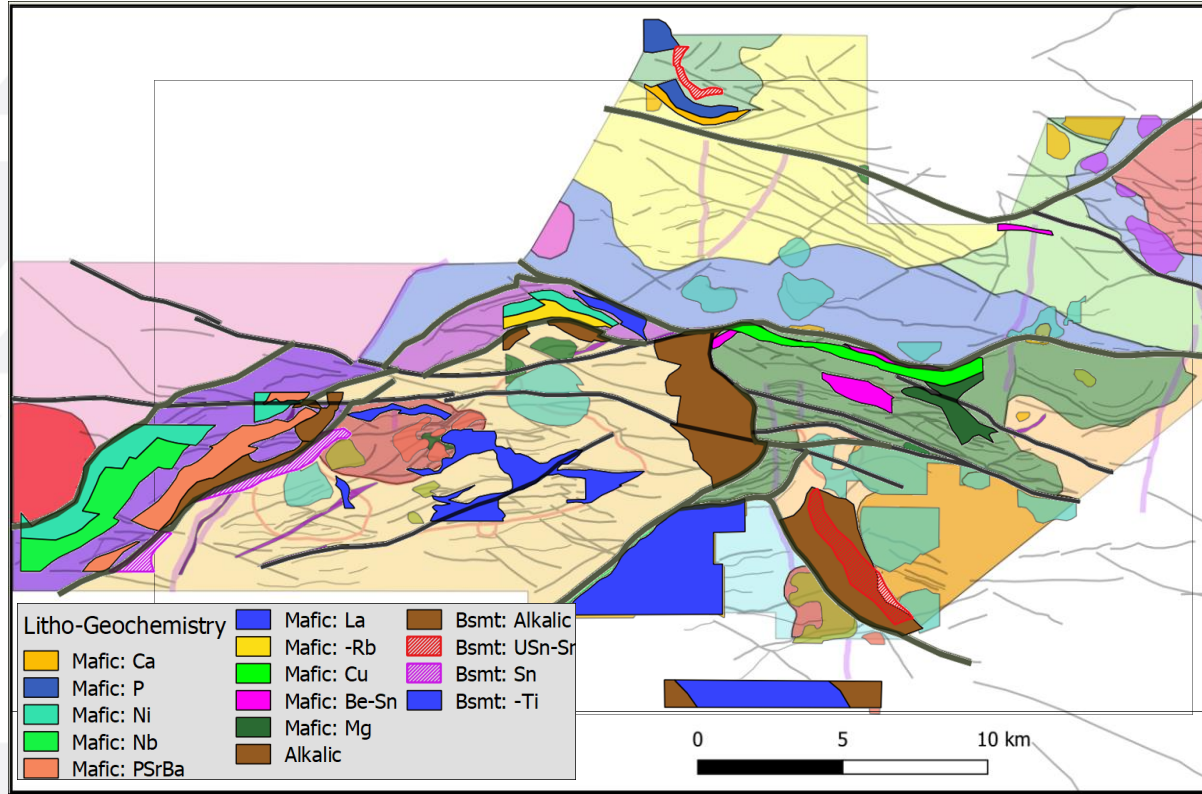 Litho-Geochemistry
Mafic: Ca
Mafic: P
Mafic: Ni
Mafic: Nb
Mafic: PSrBa
Mafic: La
Mafic: -Rb
Mafic: Cu
Mafic: Be-Sn
Mafic: Mg
Alkalic
Bsmt: Alkalic
Bsmt: USn-Sr
Bsmt: Sn
Bsmt: -Ti
0 5 10 km